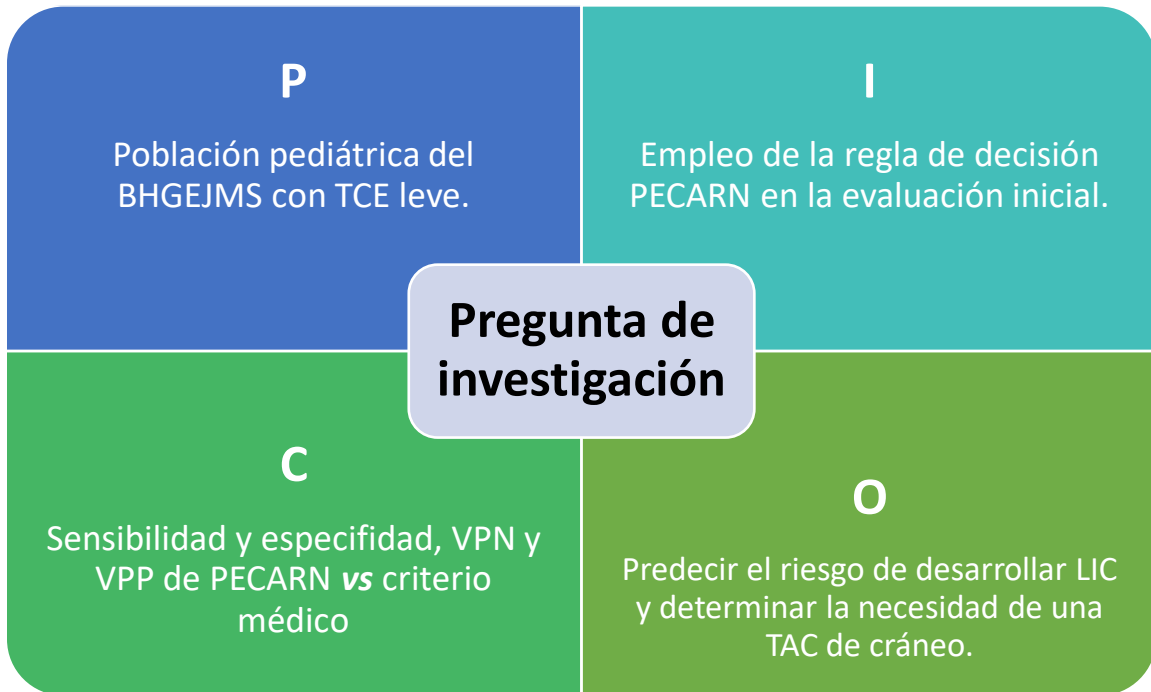 P
Población pediátrica del
BHGEJMS con TCE leve.
I
Empleo de la regla de decisión
PECARN en la evaluación inicial.
Pregunta de
investigación
C
Sensibilidad y especifidad, VPN y
VPP de PECARN vs criterio
médico
O
Predecir el riesgo de desarrollar LIC
y determinar la necesidad de una
TAC de cráneo.